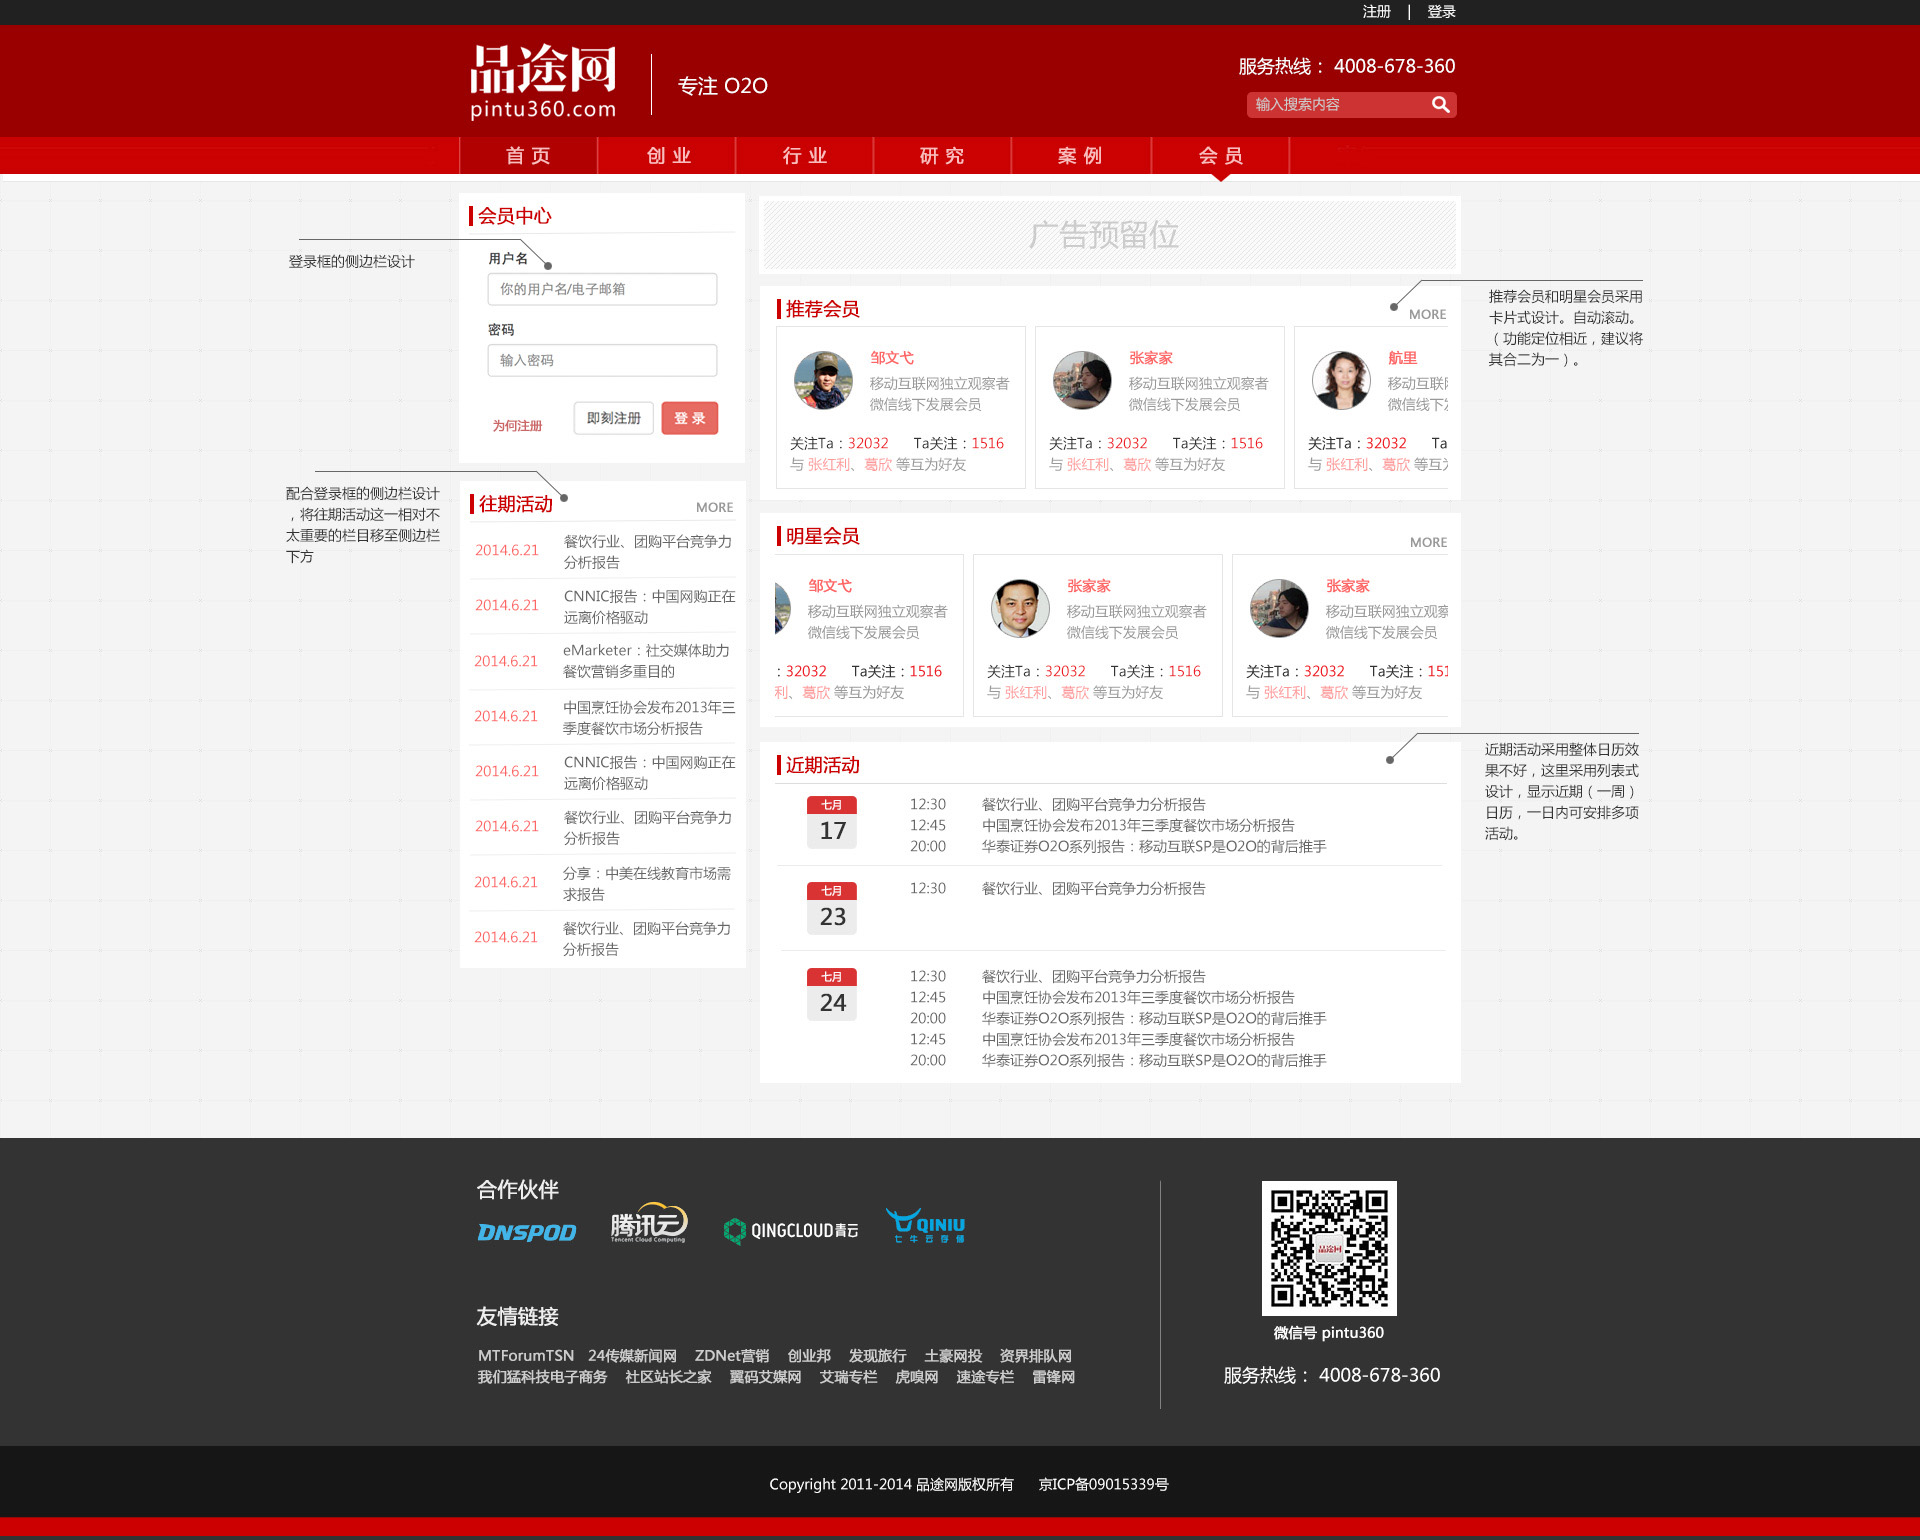 注册 | 登录
品途网
pintu360.com
专注 O2O
服务热线： 4008-678-360
输入搜索内容
首 页
创 业
行 业
研 究
案 例
会 员
会员中心
登录框的侧边栏设计
用户名
你的用户名/电子邮箱
密码
输入密码
为何注册
即刻注册
登 录
配合登录框的侧边栏设计
，将往期活动这一相对不
太重要的栏目移至侧边栏
下方
往期活动
MORE
2014.6.21 餐饮行业、团购平台竞争力
分析报告
2014.6.21 CNNIC报告：中国网购正在
远离价格驱动
2014.6.21 eMarketer：社交媒体助力
餐饮营销多重目的
2014.6.21 中国烹饪协会发布2013年三
季度餐饮市场分析报告
2014.6.21 CNNIC报告：中国网购正在
远离价格驱动
2014.6.21 餐饮行业、团购平台竞争力
分析报告
2014.6.21 分享：中美在线教育市场需
求报告
2014.6.21 餐饮行业、团购平台竞争力
分析报告
广告预留位
推荐会员
MORE
推荐会员和明星会员采用
卡片式设计。自动滚动。
（功能定位相近，建议将
其合二为一）。
邹文弋
移动互联网独立观察者
微信线下发展会员
关注Ta：32032 Ta关注：1516
与 张红利、葛欣 等互为好友
张家家
移动互联网独立观察者
微信线下发展会员
关注Ta：32032 Ta关注：1516
与 张红利、葛欣 等互为好友
航里
移动互联
微信线下发
关注Ta：32032 Ta
与 张红利、葛欣 等互为
明星会员
MORE
邹文弋
移动互联网独立观察者
微信线下发展会员
：32032 Ta关注：1516
利、葛欣 等互为好友
张家家
移动互联网独立观察者
微信线下发展会员
关注Ta：32032 Ta关注：1516
与 张红利、葛欣 等互为好友
张家家
移动互联网独立观察
微信线下发展会员
关注Ta：32032 Ta关注：151
与 张红利、葛欣 等互为好友
近期活动
近期活动采用整体日历效
果不好，这里采用列表式
设计，显示近期（一周）
日历，一日内可安排多项
活动。
七月
17
12:30 餐饮行业、团购平台竞争力分析报告
12:45 中国烹饪协会发布2013年三季度餐饮市场分析报告
20:00 华泰证券O2O系列报告：移动互联SP是O2O的背后推手
七月
23
12:30 餐饮行业、团购平台竞争力分析报告
七月
24
12:30 餐饮行业、团购平台竞争力分析报告
12:45 中国烹饪协会发布2013年三季度餐饮市场分析报告
20:00 华泰证券O2O系列报告：移动互联SP是O2O的背后推手
12:45 中国烹饪协会发布2013年三季度餐饮市场分析报告
20:00 华泰证券O2O系列报告：移动互联SP是O2O的背后推手
合作伙伴
DNSPOD
腾讯云
Tencent Cloud Computing
QINGCLOUD青云
QINIU
七牛云存储
友情链接
MTForumTSN 24传媒新闻网 ZDNet营销 创业邦 发现旅行 土豪网投 资界排队网
我们猛科技电子商务 社区站长之家 翼码艾媒网 艾瑞专栏 虎嗅网 速途专栏 雷锋网
品途网
微信号 pintu360
服务热线： 4008-678-360
Copyright 2011-2014 品途网版权所有 京ICP备09015339号